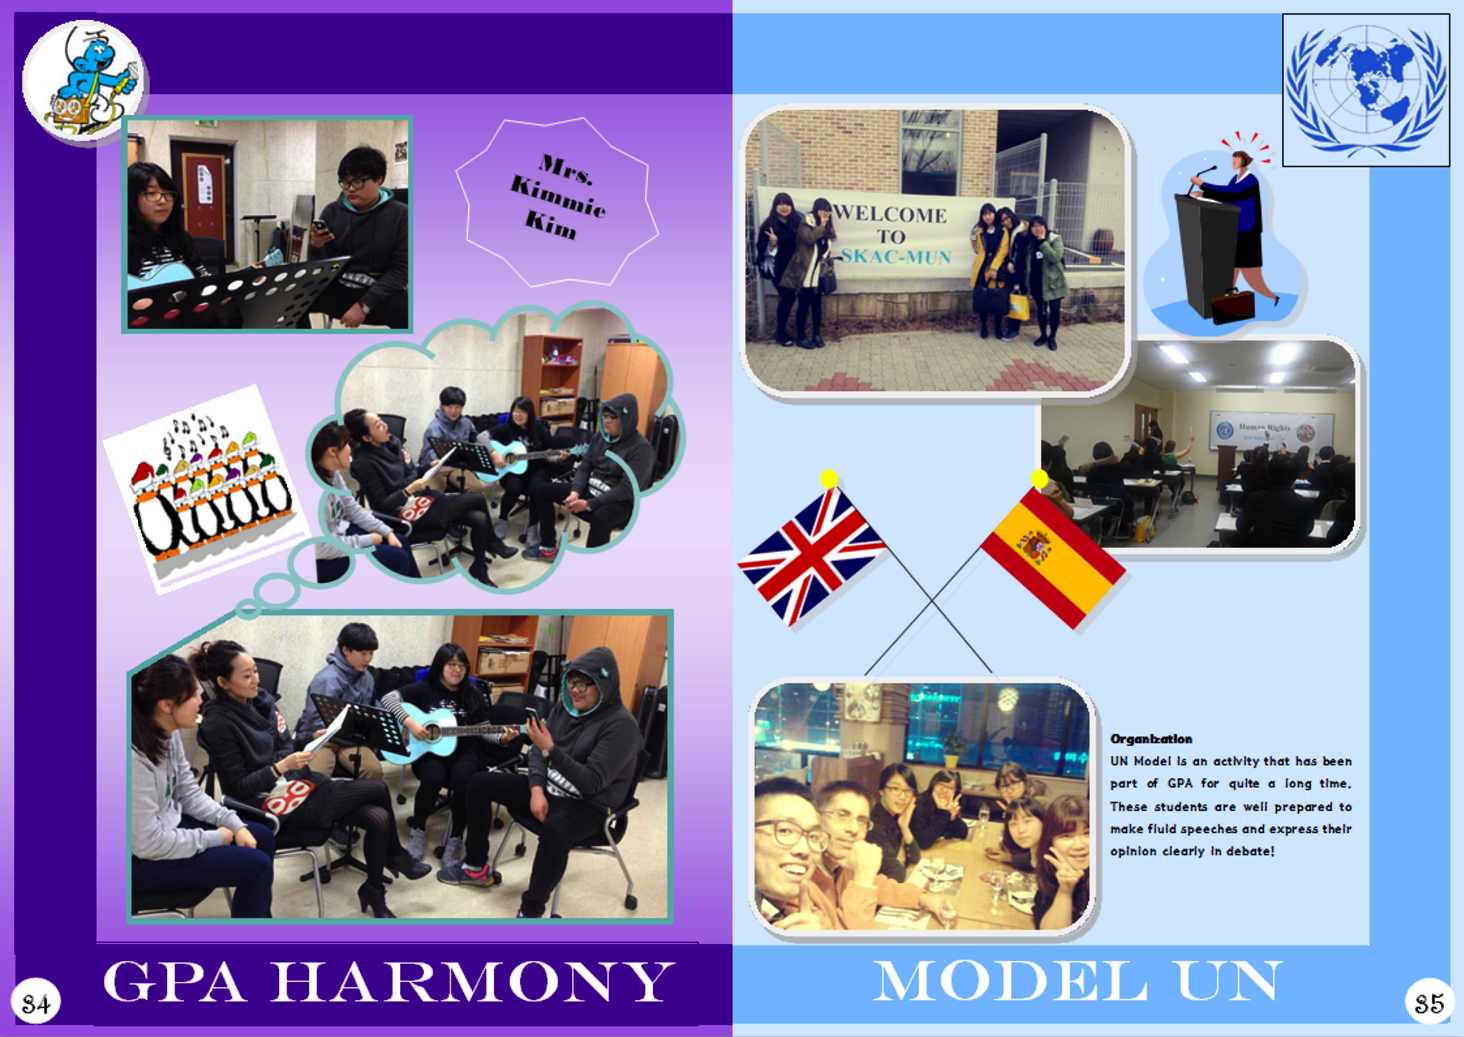 Mrs.
Kimmie
Kim
GPA HARMONY
34
WELCOME
TO
SKAC-MUN
Human Rights
Organization
UN Model is an activity that has been
part of GPA for quite a long time.
These students are well prepared to
make fluid speeches and express their
opinion clearly in debate!
MODEL UN
35